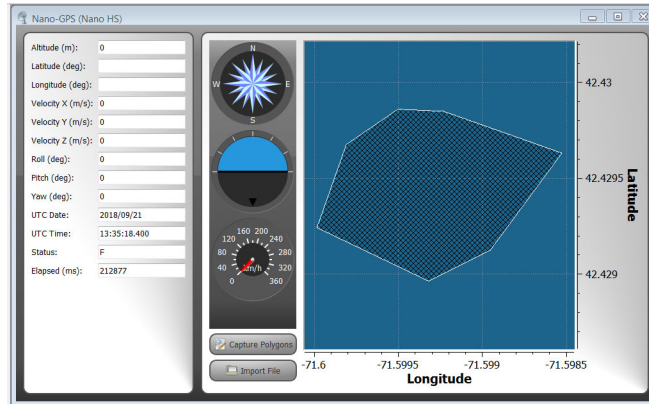 Nano-GPS (Nano HS)
Altitude (m): 0
Latitude (deg):
Longitude (deg):
Velocity X (m/s): 0
Velocity Y (m/s): 0
Velocity Z (m/s): 0
Roll (deg): 0
Pitch (deg): 0
Yaw (deg): 0
UTC Date: 2018/09/21
UTC Time: 13:35:18.400
Status: F
Elapsed (ms): 212877
N
W E
S
160 200
120 240
80 280
40 km/h 320
0 360
Capture Polygons
Import File
42.43
42.4295
42.429
Latitude
-71.6 -71.5995 -71.599 -71.5985
Longitude